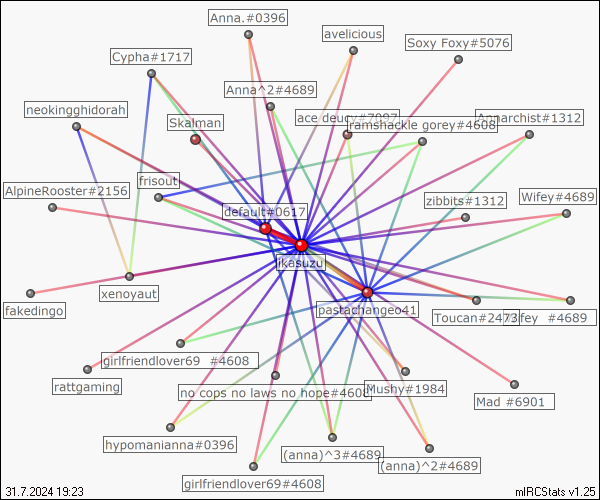 Anna.#0396
avelicious
Soxy Foxy#5076
Cypha#1717
Anna^2#4689
neokingghidorah
Skalman
ace deucy#7097
ramshackle gorey#4608
Annarchist#1312
AlpineRooster#2156
frisout
zibbits#1312
Wifey#4689
default#0617
jkasuzu
xenoyaut
fakedingo
pastachangeo41
Toucan#2473
Wifey #4689
girlfriendlover69 #4608
rattgaming
no cops no laws no hope#4608
Mushy#1984
Mad #6901
hypomanianna#0396
(anna)^3#4689
(anna)^2#4689
girlfriendlover69#4608
31.7.2024 19:23
mIRCStats v1.25